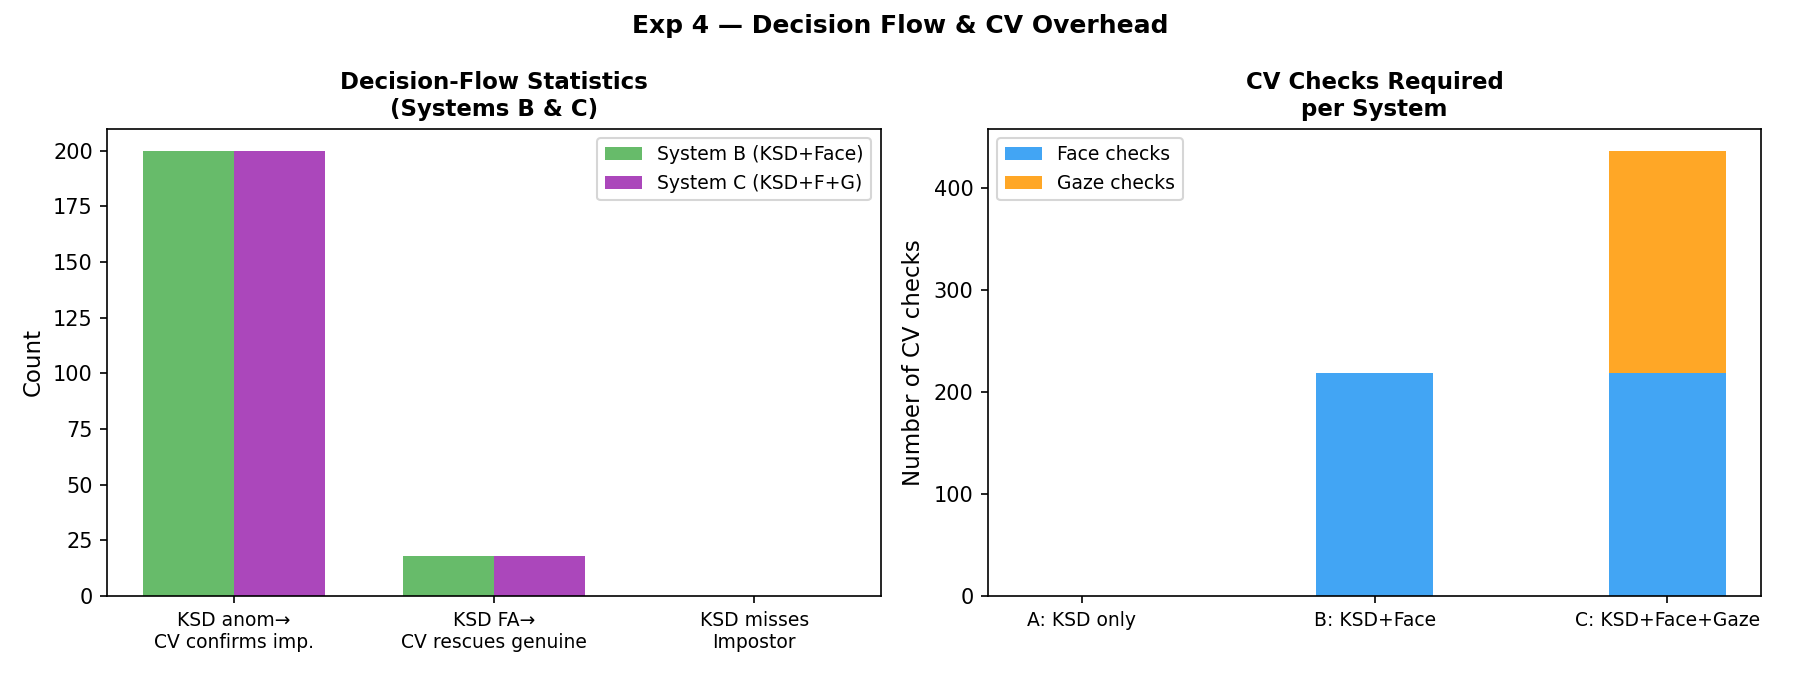 Exp 4 — Decision Flow & CV Overhead
Decision-Flow Statistics
(Systems B & C)
Count
200
175
150
125
100
75
50
25
0
System B (KSD+Face)
System C (KSD+F+G)
KSD anom→
CV confirms imp.
KSD FA→
CV rescues genuine
KSD misses
Impostor
CV Checks Required
per System
Number of CV checks
400
300
200
100
0
Face checks
Gaze checks
A: KSD only
B: KSD+Face
C: KSD+Face+Gaze